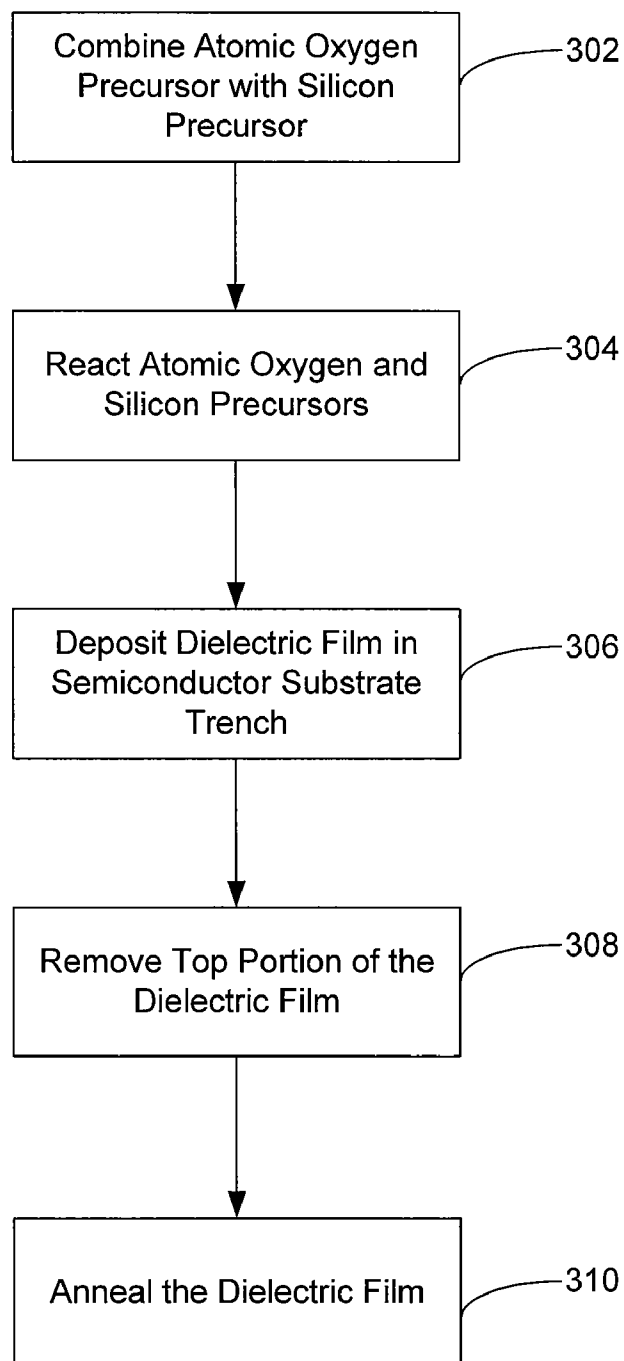 Combine Atomic Oxygen
Precursor with Silicon
Precursor
302
React Atomic Oxygen and
Silicon Precursors
304
Deposit Dielectric Film in
Semiconductor Substrate
Trench
306
Remove Top Portion of the
Dielectric Film
308
Anneal the Dielectric Film
310